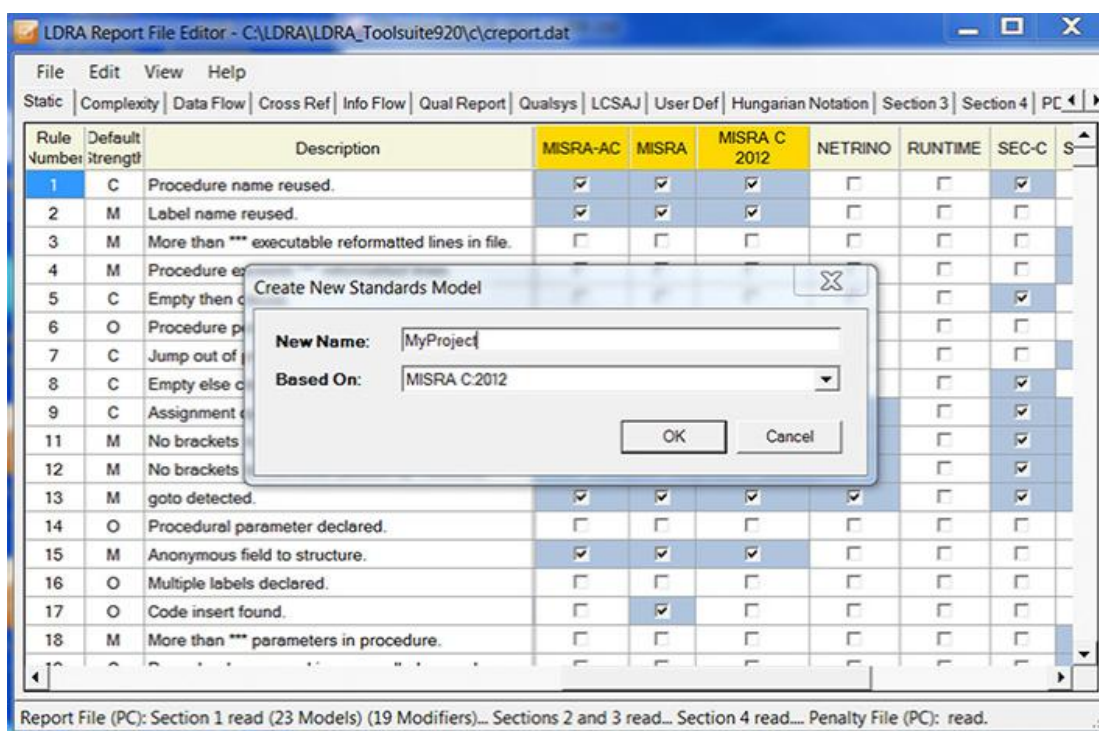 LDRA Report File Editor - C:\LDRA\LDRA_Toolsuite920\c\creport.dat
File Edit View Help
Static Complexity Data Flow Cross Ref Info Flow Qual Report Qualsys LCSAJ User Def Hungarian Notation Section 3 Section 4
Rule Number Default Strength Description MISRA-AC MISRA MISRA C 2012 NETRINO RUNTIME SEC-C
1 C Procedure name reused.
2 M Label name reused.
3 M More than *** executable reformatted lines in file.
4 M Procedure
5 C Empty then
6 O Procedure
7 C Jump out of
8 C Empty else
9 C Assignment
11 M No brackets
12 M No brackets
13 M goto detected.
14 O Procedural parameter declared.
15 M Anonymous field to structure.
16 O Multiple labels declared.
17 O Code insert found.
18 M More than *** parameters in procedure.
Create New Standards Model
New Name: MyProject
Based On: MISRA C:2012
OK Cancel
Report File (PC): Section 1 read (23 Models) (19 Modifiers)... Sections 2 and 3 read... Section 4 read.... Penalty File (PC): read.